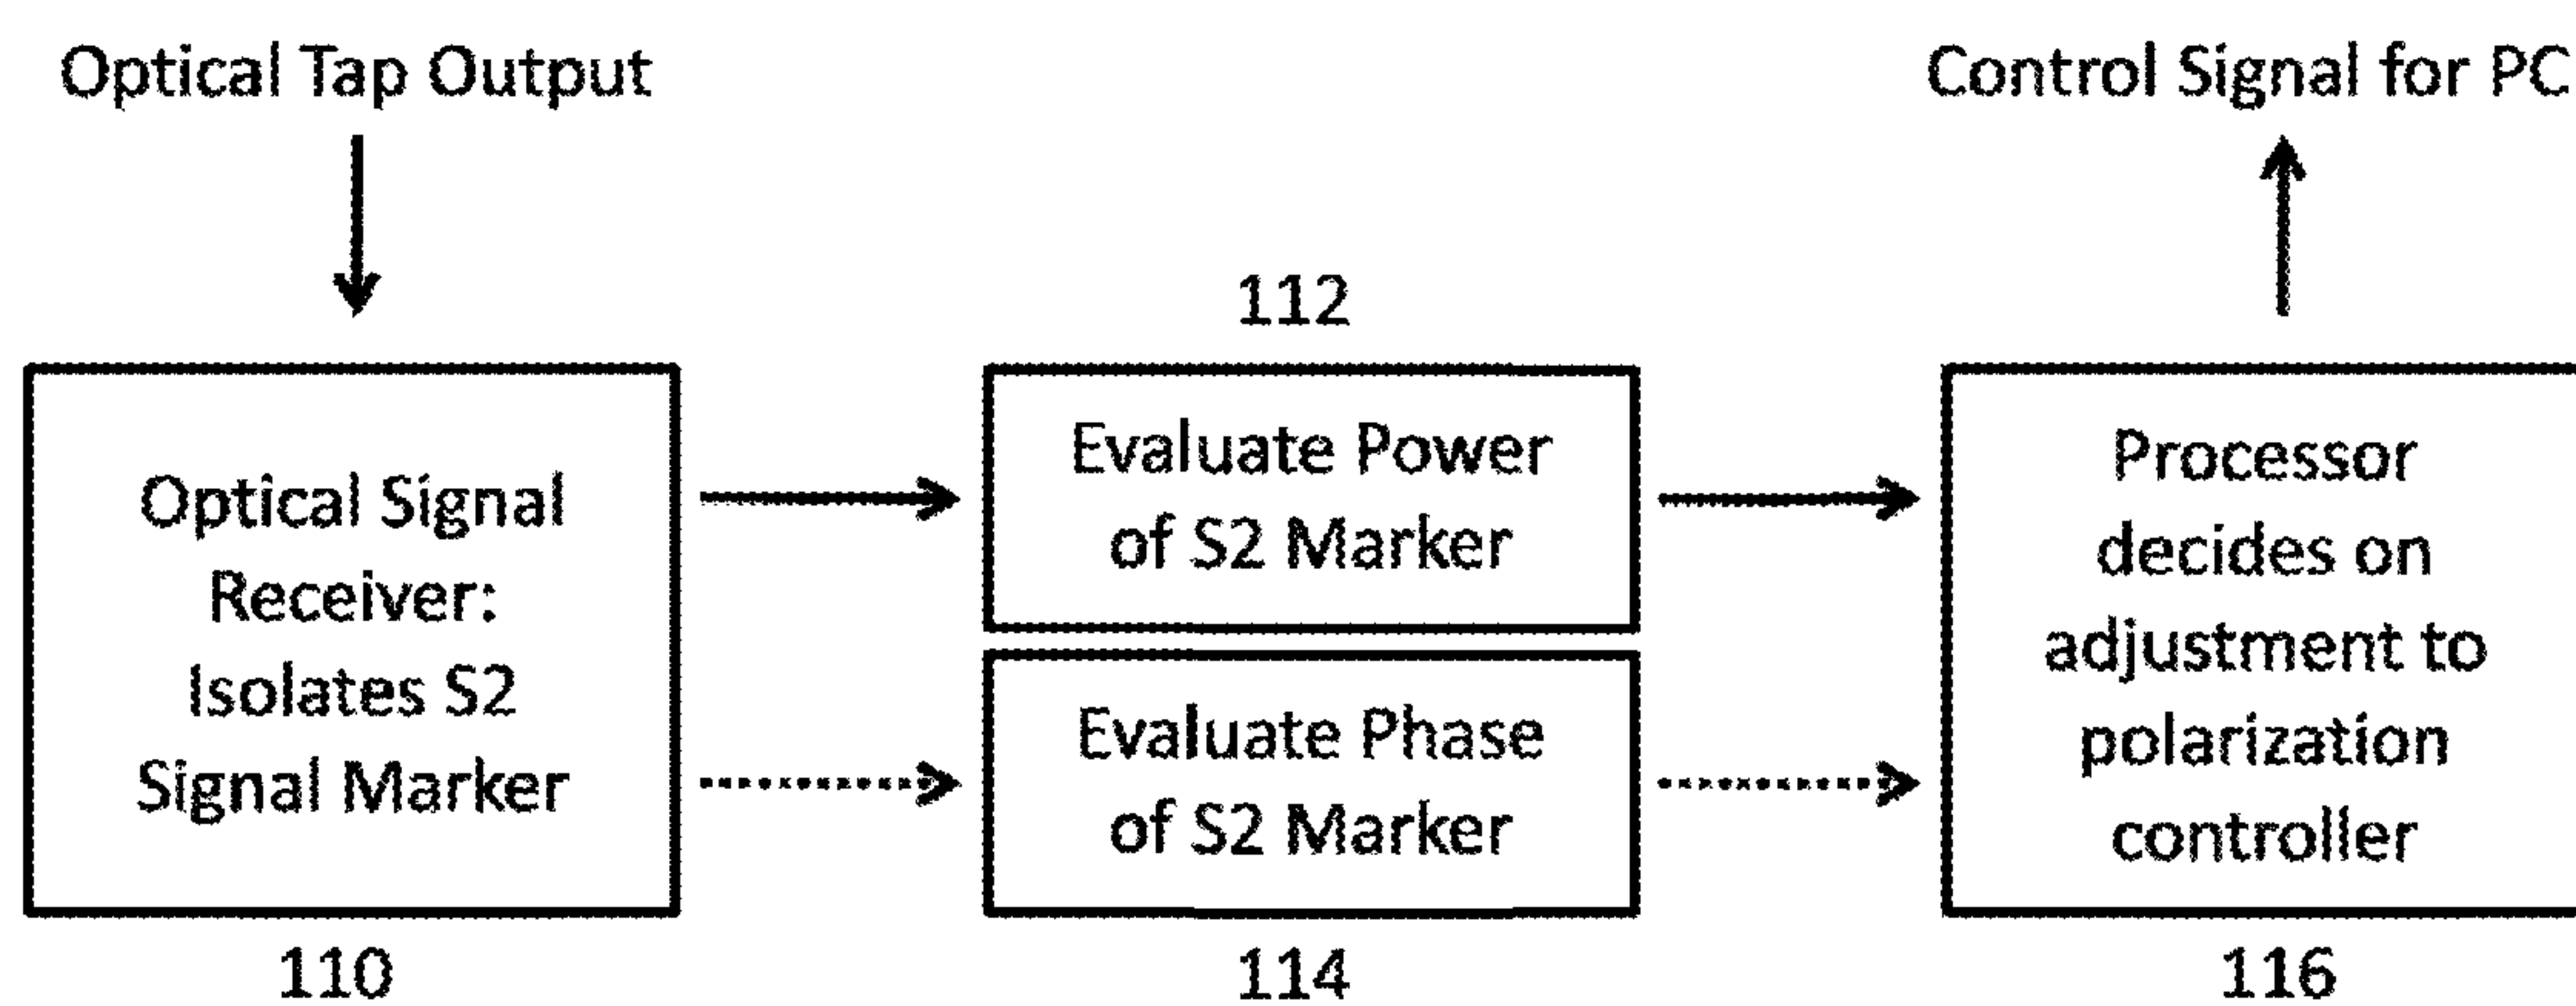 Optical Tap Output
Control Signal for PC
112
Optical Signal
Receiver:
Isolates S2
Signal Marker
110
Evaluate Power
of S2 Marker
Evaluate Phase
of S2 Marker
114
Processor
decides on
adjustment to
polarization
controller
116